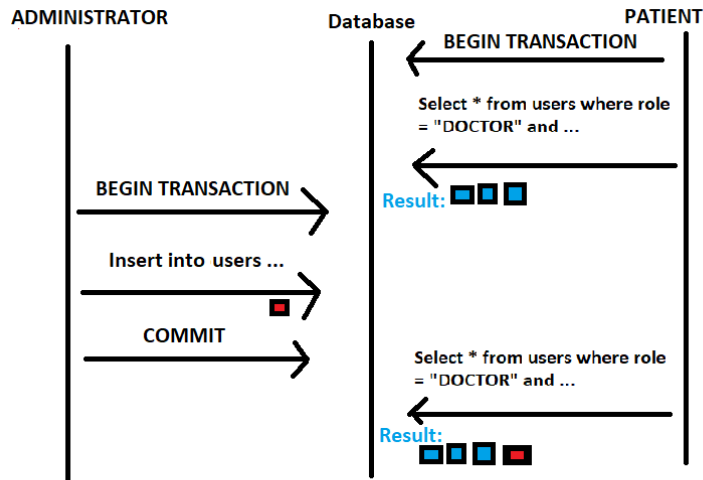 ADMINISTRATOR
Database
PATIENT
BEGIN TRANSACTION
Select * from users where role
= "DOCTOR" and ...
Result:
BEGIN TRANSACTION
Insert into users ...
COMMIT
Select * from users where role
= "DOCTOR" and ...
Result: